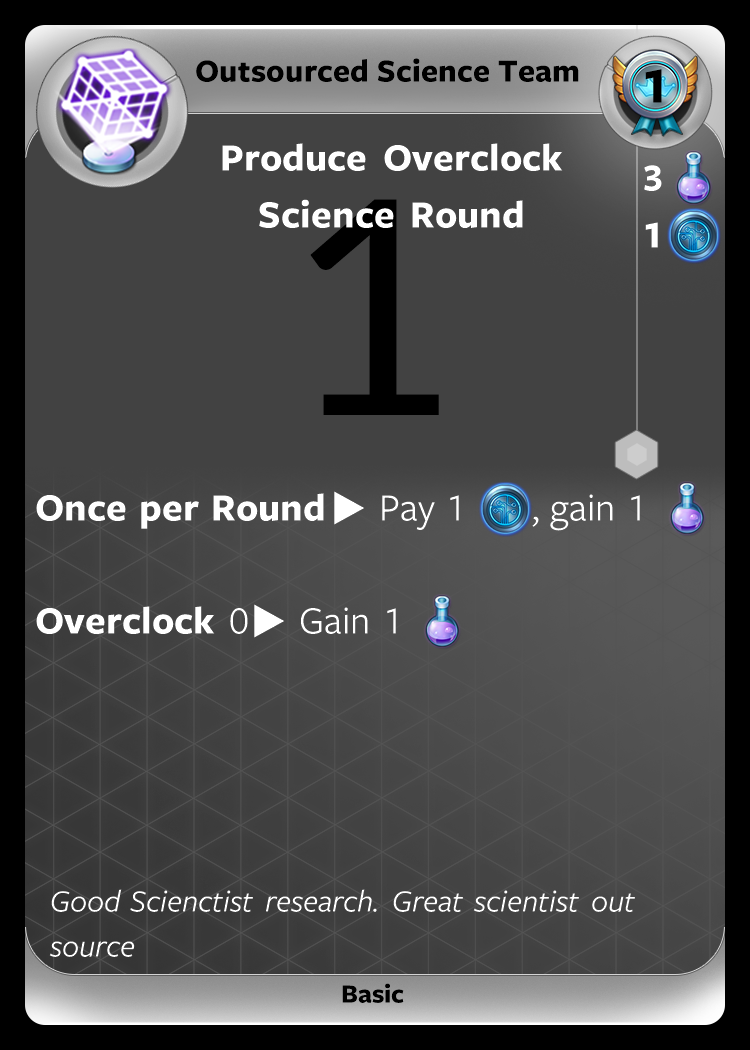 Outsourced Science Team
1
Produce Overclock
Science Round
3
1
1
Once per Round▶ Pay 1 , gain 1
Overclock 0▶ Gain 1
Good Scienctist research. Great scientist out
source
Basic